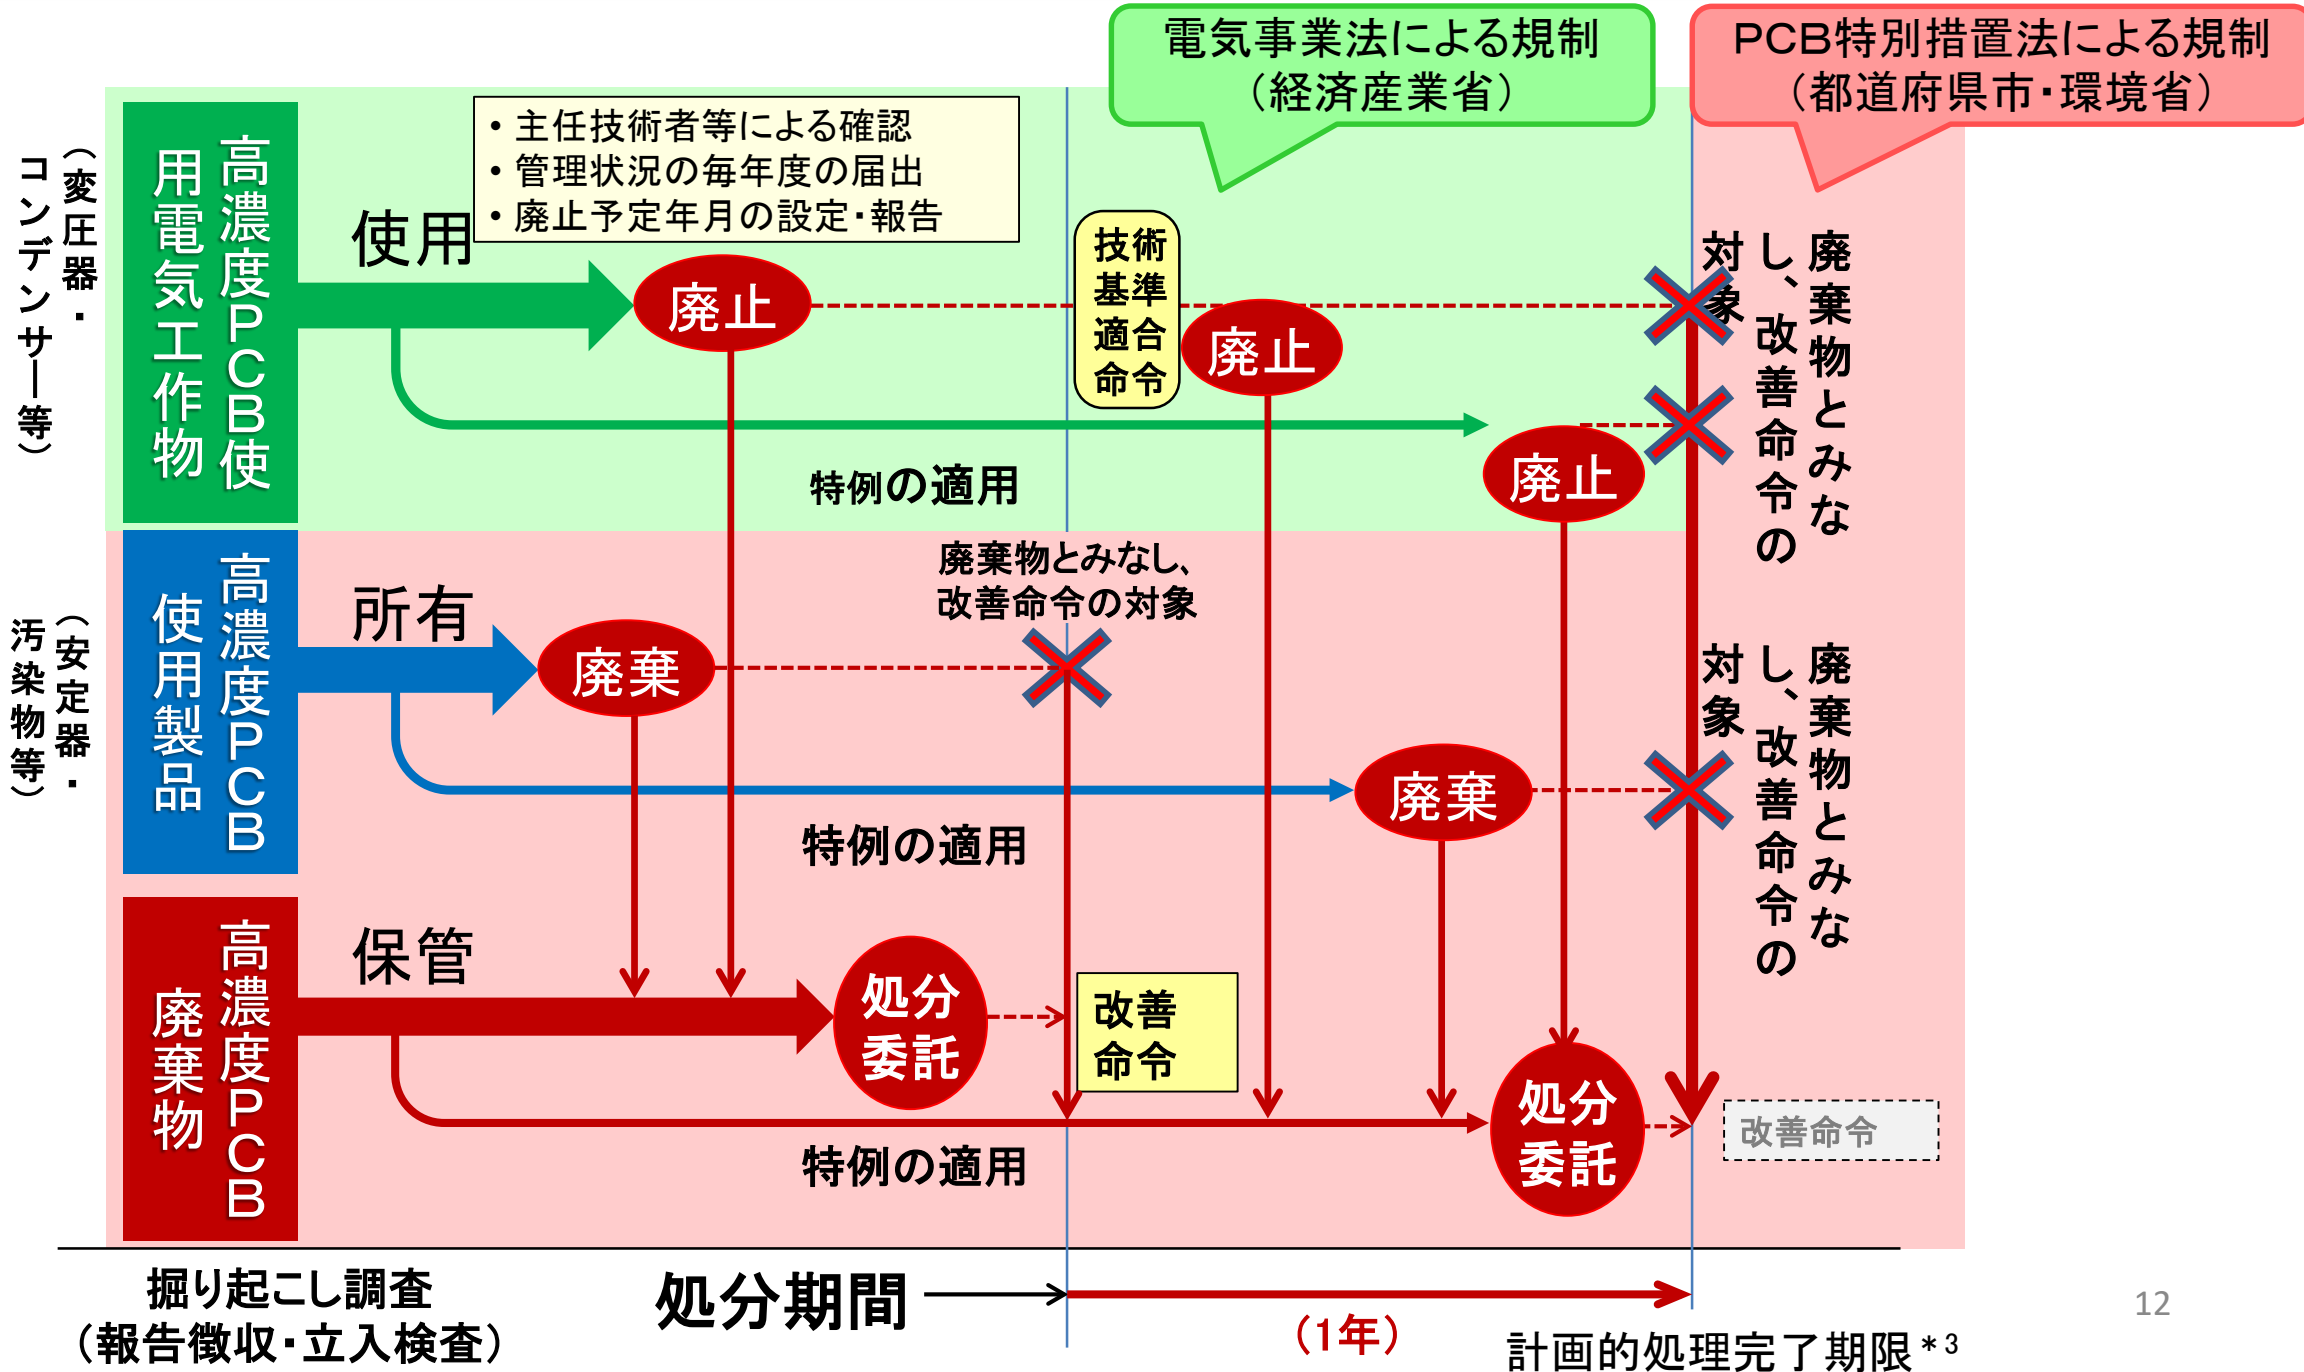 電気事業法による規制
（経済産業省）
PCB特別措置法による規制
（都道府県市・環境省）
（変圧器・
コンデンサー等）
高濃度PCB使
用電気工作物
使用
・主任技術者等による確認
・管理状況の毎年度の届出
・廃止予定年月の設定・報告
廃止
技術
基準
適合
命令
廃止
廃止
特例の適用
廃棄物とみな
し、改善命令の
対象
（安定器・
汚染物等）
高濃度PCB
使用製品
所有
廃棄
廃棄物とみなし、
改善命令の対象
廃棄
特例の適用
廃棄物とみな
し、改善命令の
対象
高濃度PCB
廃棄物
保管
処分
委託
改善
命令
処分
委託
改善命令
特例の適用
掘り起こし調査
（報告徴収・立入検査）
処分期間
（1年）
計画的処理完了期限*3
12